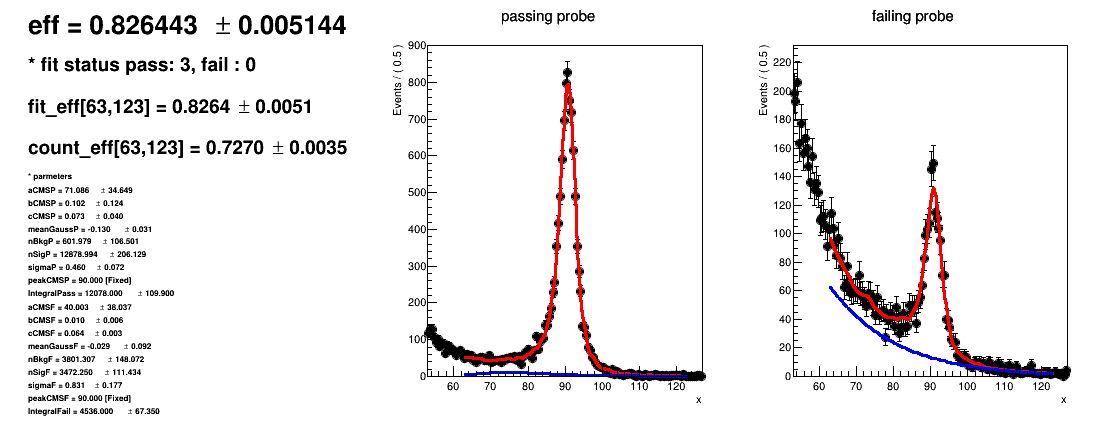 eff = 0.826443 ± 0.005144
* fit status pass: 3, fail : 0
fit_eff[63,123] = 0.8264 ± 0.0051
count_eff[63,123] = 0.7270 ± 0.0035
* parmeters
aCMSP = 71.086 ± 34.649
bCMSP = 0.102 ± 0.124
cCMSP = 0.073 ± 0.040
meanGaussP = -0.130 ± 0.031
nBkgP = 601.979 ± 106.501
nSigP = 12878.994 ± 206.129
sigmaP = 0.460 ± 0.072
peakCMSP = 90.000 [Fixed]
IntegralPass = 12078.000 ± 109.900
aCMSF = 40.003 ± 38.037
bCMSF = 0.010 ± 0.006
cCMSF = 0.064 ± 0.003
meanGaussF = -0.029 ± 0.092
nBkgF = 3801.307 ± 148.072
nSigF = 3472.250 ± 111.434
sigmaF = 0.831 ± 0.177
peakCMSF = 90.000 [Fixed]
IntegralFail = 4536.000 ± 67.350
passing probe
Events / ( 0.5 )
900
800
700
600
500
400
300
200
100
0
60 70 80 90 100 110 120
x
failing probe
Events / ( 0.5 )
220
200
180
160
140
120
100
80
60
40
20
0
60 70 80 90 100 110 120
x